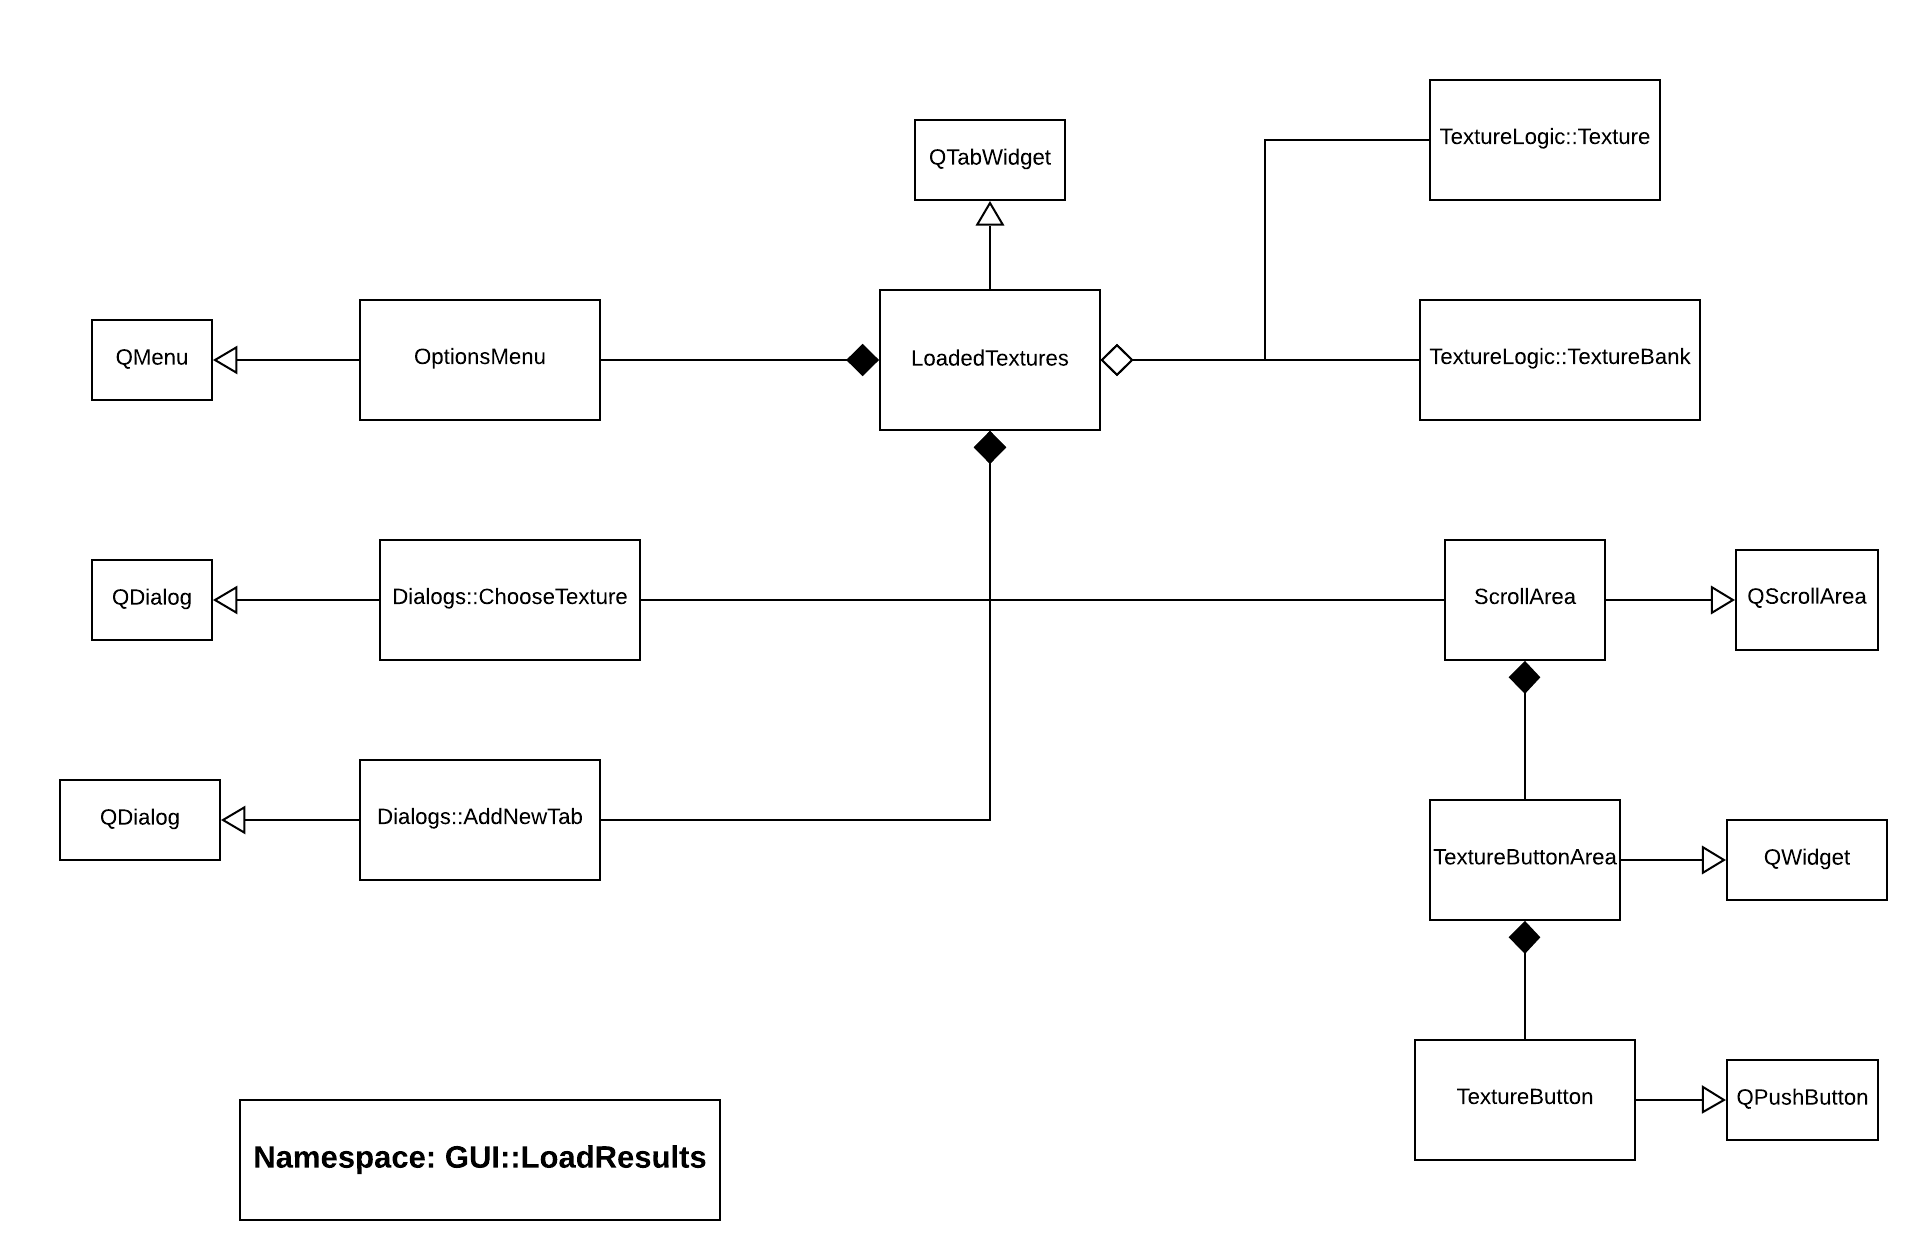 TextureLogic::Texture
QTabWidget
QMenu
OptionsMenu
LoadedTextures
TextureLogic::TextureBank
QDialog
Dialogs::ChooseTexture
ScrollArea
QScrollArea
QDialog
Dialogs::AddNewTab
TextureButtonArea
QWidget
TextureButton
QPushButton
Namespace: GUI::LoadResults